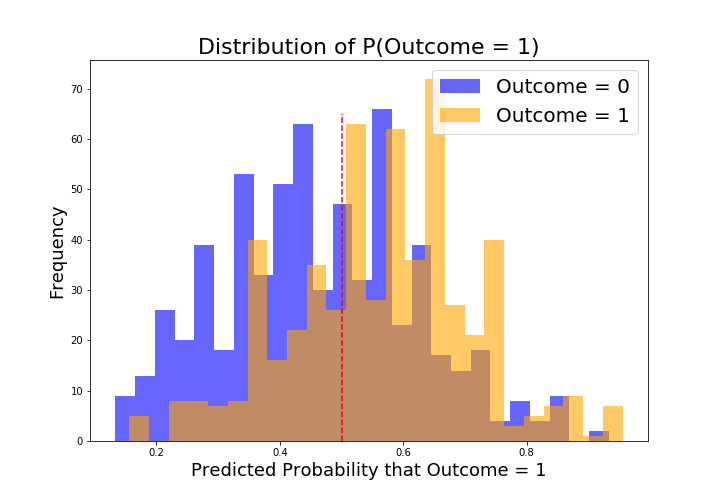 Distribution of P(Outcome = 1)
Outcome = 0
Outcome = 1
Frequency
70
60
50
40
30
20
10
0
0.2 0.4 0.6 0.8
Predicted Probability that Outcome = 1